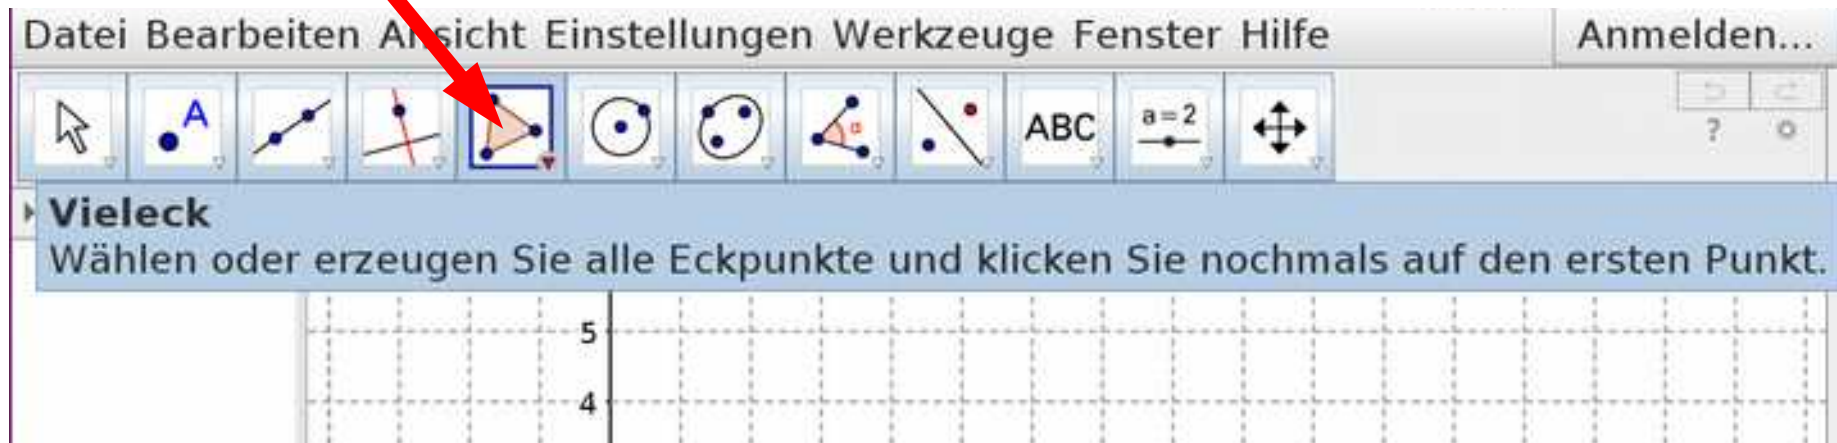 Datei Bearbeiten Ansicht Einstellungen Werkzeuge Fenster Hilfe Anmelden...
A α ABC a=2 ?
Vieleck
Wählen oder erzeugen Sie alle Eckpunkte und klicken Sie nochmals auf den ersten Punkt.
5
4